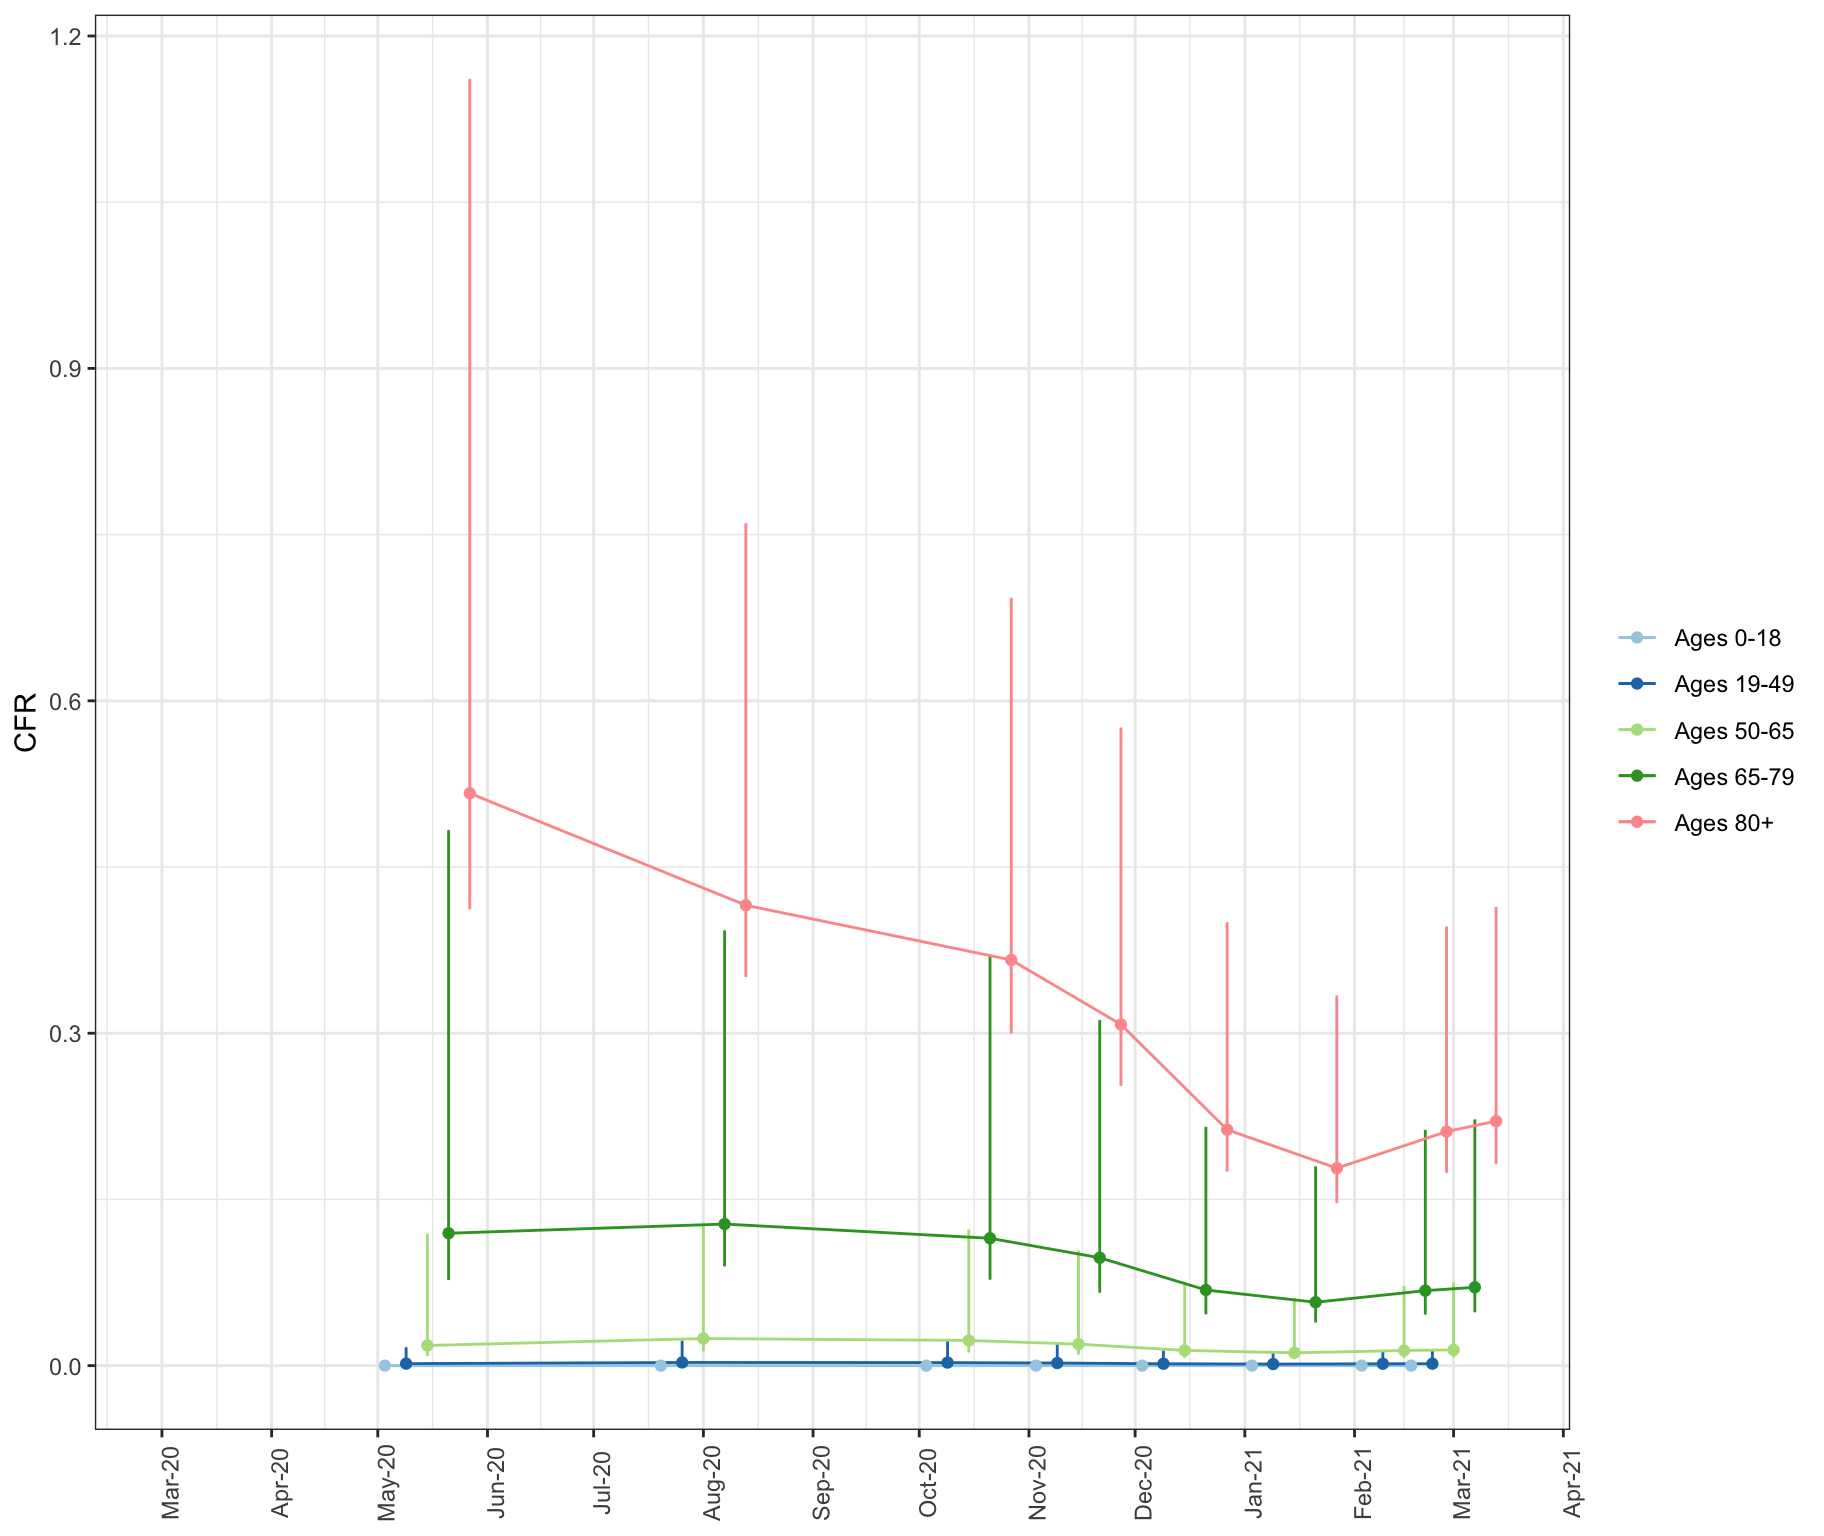 1.2
0.9
0.6
0.3
0.0
CFR
Mar-20
Apr-20
May-20
Jun-20
Jul-20
Aug-20
Sep-20
Oct-20
Nov-20
Dec-20
Jan-21
Feb-21
Mar-21
Apr-21
Ages 0-18
Ages 19-49
Ages 50-65
Ages 65-79
Ages 80+